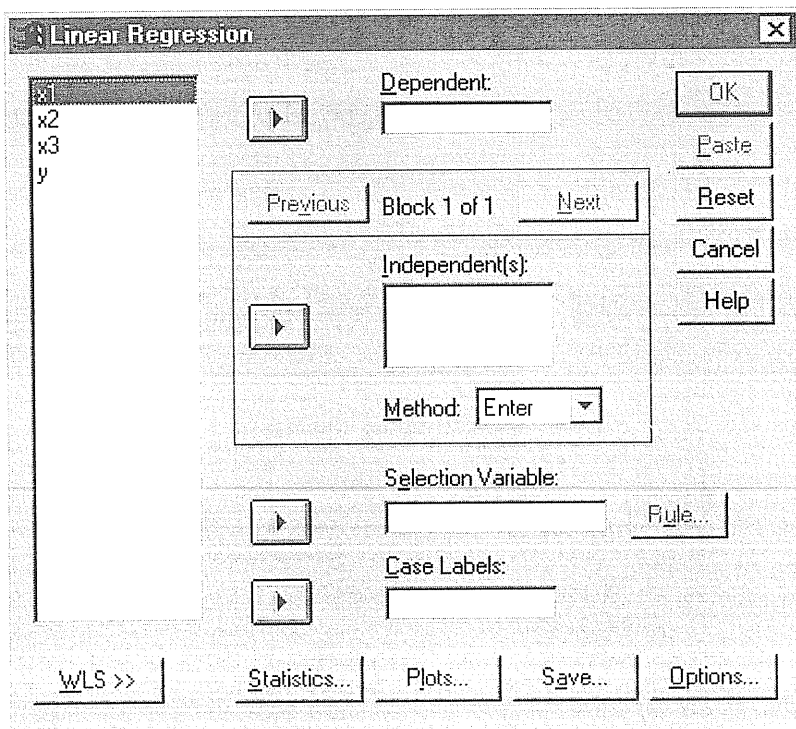 Linear Regression
x1
x2
x3
y
Dependent:
Previous
Block 1 of 1
Next
Independent(s):
Method:
Enter
Selection Variable:
Rule...
Case Labels:
OK
Paste
Reset
Cancel
Help
WLS >>
Statistics...
Plots...
Save...
Options...